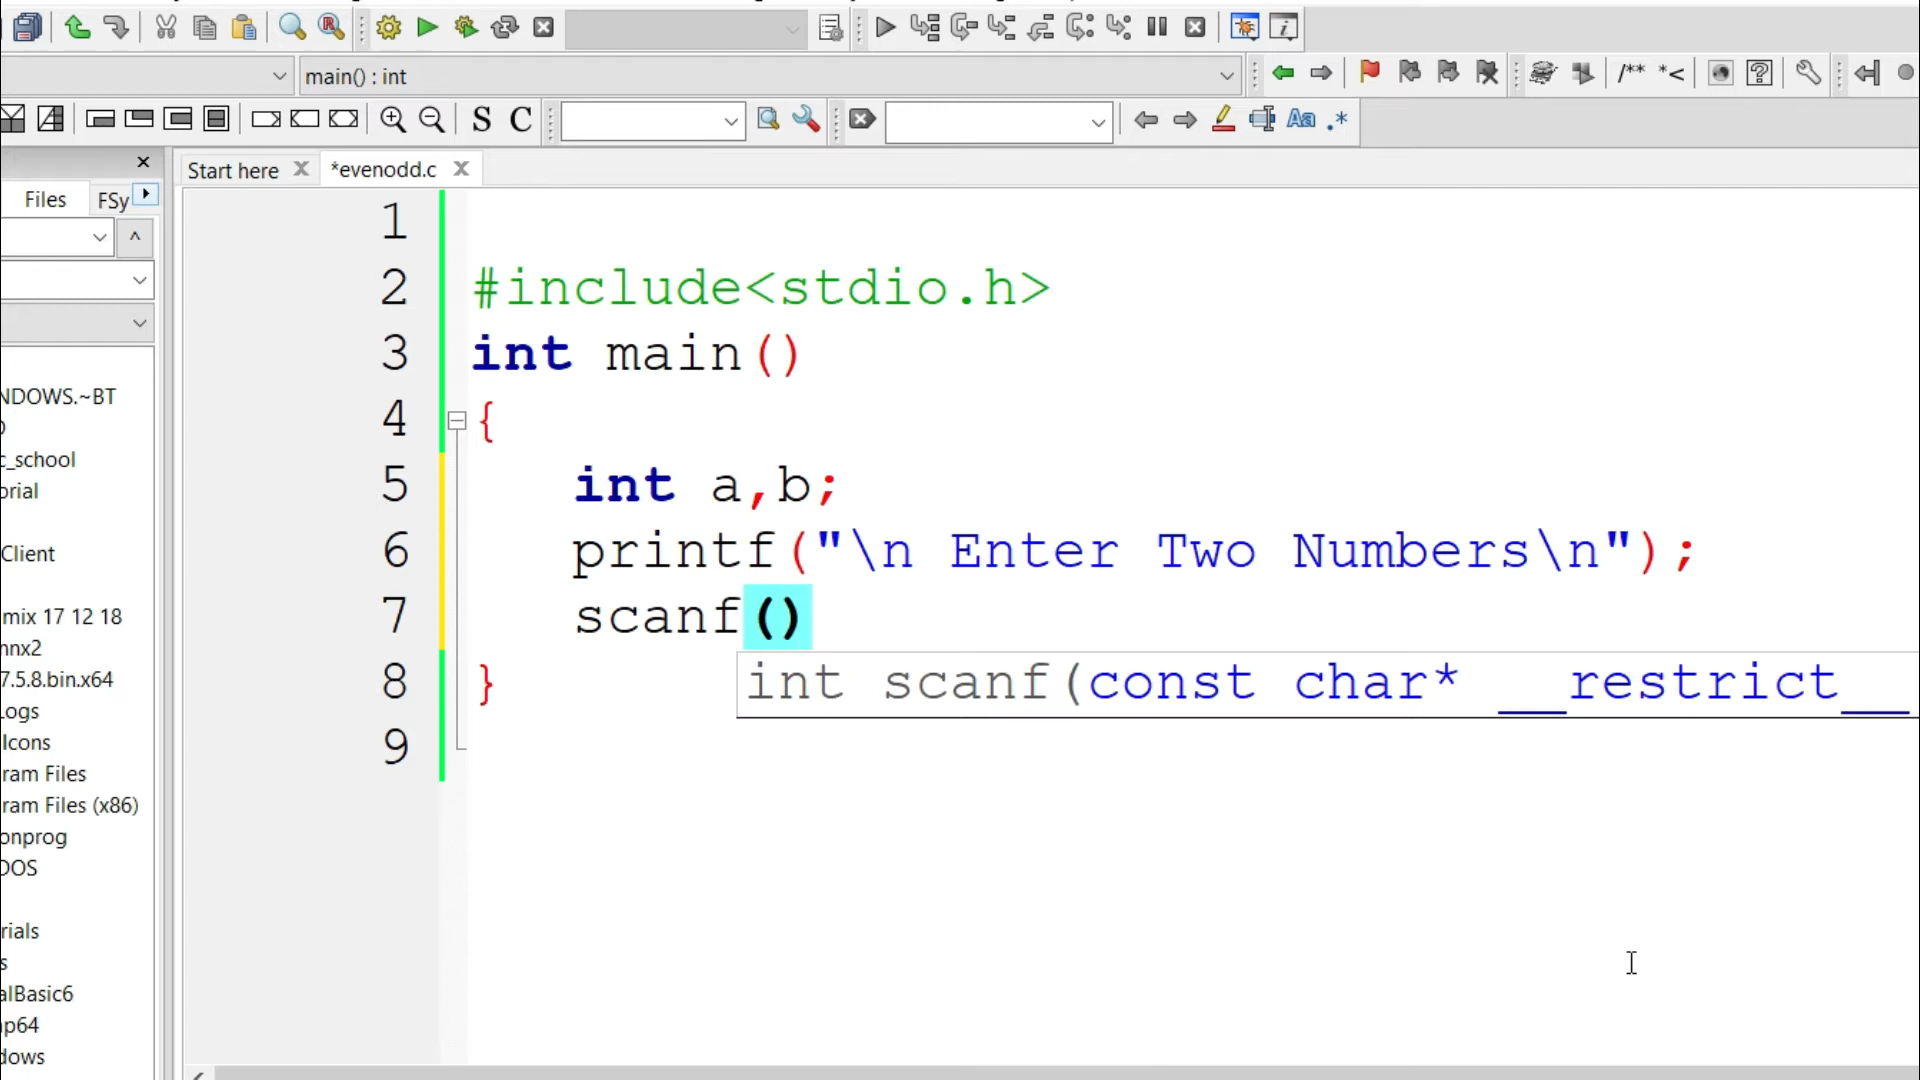 main() : int
S C
Aa .*
/** *<
Files
FSy
Start here
*evenodd.c
1
2 #include<stdio.h>
3 int main()
4 {
5 int a,b;
6 printf("\n Enter Two Numbers\n");
7 scanf()
int scanf(const char* __restrict__
8 }
9
NDOWS.~BT
c_school
orial
Client
mix 17 12 18
nnx2
7.5.8.bin.x64
Logs
Icons
ram Files
ram Files (x86)
onprog
DOS
rials
s
alBasic6
np64
dows